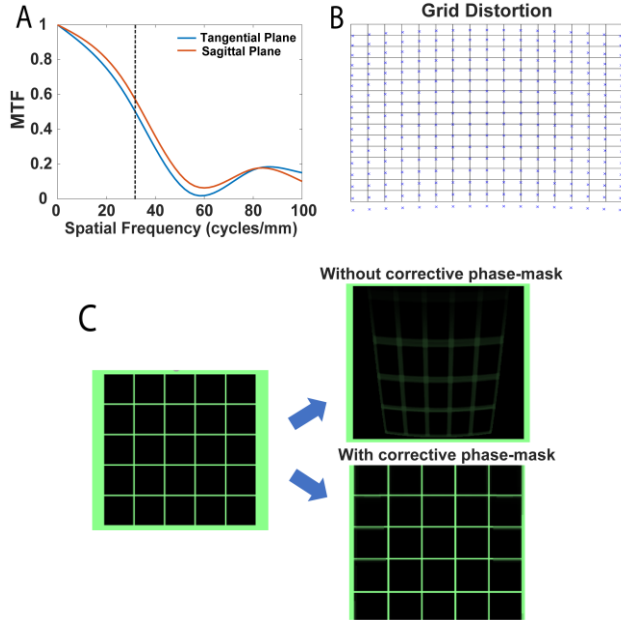 A
1
0.8
0.6
0.4
0.2
0
MTF
Tangential Plane
Sagittal Plane
0 20 40 60 80 100
Spatial Frequency (cycles/mm)
B
Grid Distortion
C
Without corrective phase-mask
With corrective phase-mask